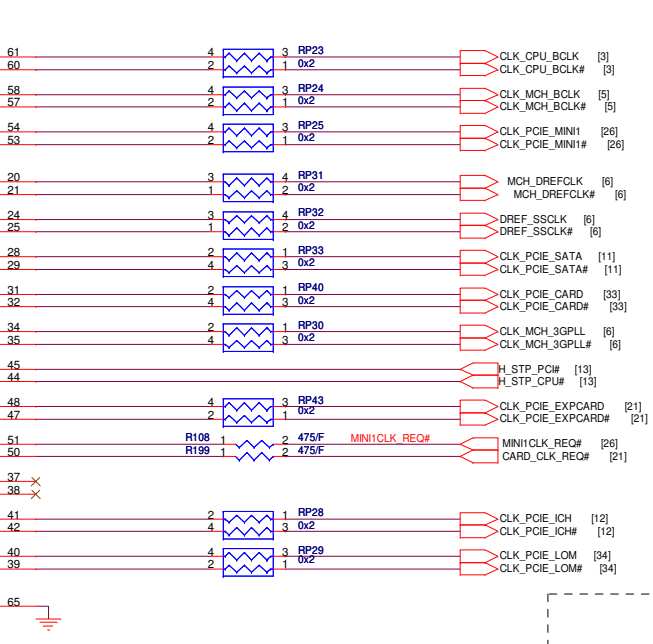 61 4 RP23 3 CLK_CPU_BCLK [3]
60 2 0x2 1 CLK_CPU_BCLK# [3]
58 4 RP24 3 CLK_MCH_BCLK [5]
57 2 0x2 1 CLK_MCH_BCLK# [5]
54 4 RP25 3 CLK_PCIE_MINI1 [26]
53 2 0x2 1 CLK_PCIE_MINI1# [26]
20 3 4 RP31 MCH_DREFCLK [6]
21 1 2 0x2 MCH_DREFCLK# [6]
24 3 4 RP32 DREF_SSCLK [6]
25 1 2 0x2 DREF_SSCLK# [6]
28 2 1 RP33 CLK_PCIE_SATA [11]
29 4 3 0x2 CLK_PCIE_SATA# [11]
31 2 1 RP40 CLK_PCIE_CARD [33]
32 4 3 0x2 CLK_PCIE_CARD# [33]
34 2 1 RP30 CLK_MCH_3GPLL [6]
35 4 3 0x2 CLK_MCH_3GPLL# [6]
45 H_STP_PCI# [13]
44 H_STP_CPU# [13]
48 4 3 RP43 CLK_PCIE_EXPCARD [21]
47 2 1 0x2 CLK_PCIE_EXPCARD# [21]
51 R108 1 2 475/F MINI1CLK_REQ# MINI1CLK_REQ# [26]
50 R199 1 2 475/F CARD_CLK_REQ# [21]
37
38
41 2 1 RP28 CLK_PCIE_ICH [12]
42 4 3 0x2 CLK_PCIE_ICH# [12]
40 4 3 RP29 CLK_PCIE_LOM [34]
39 2 1 0x2 CLK_PCIE_LOM# [34]
65